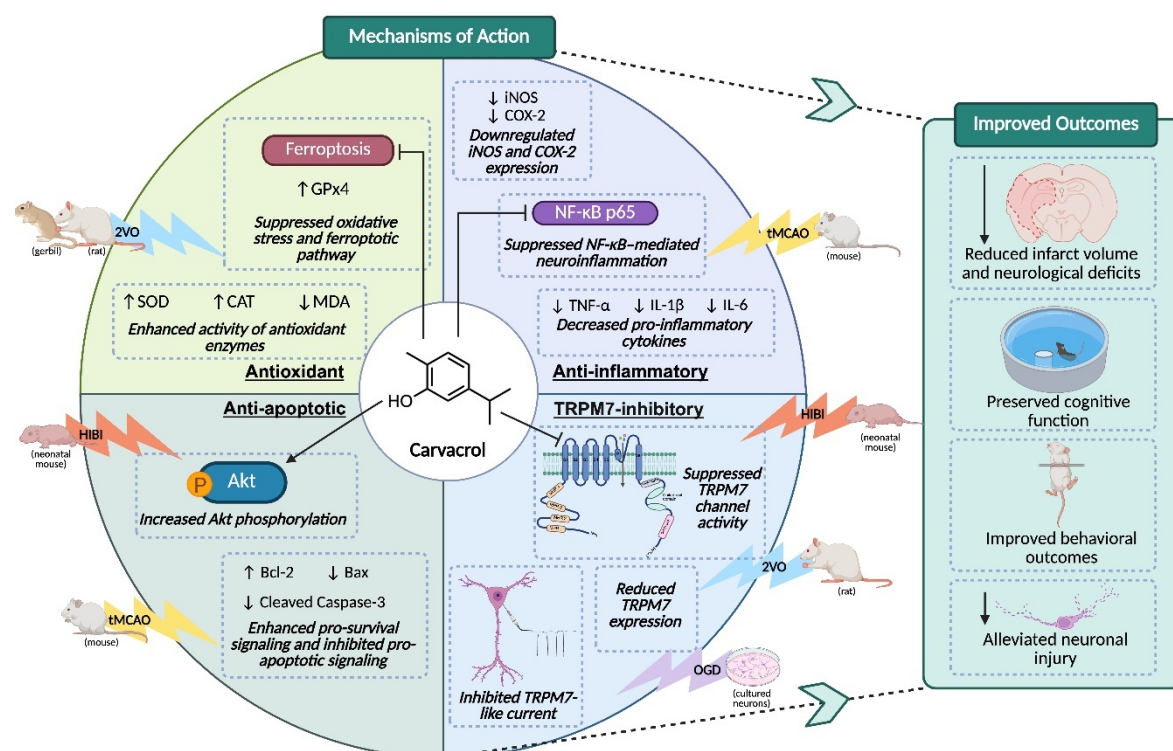 Mechanisms of Action
Ferroptosis
↑ GPx4
Suppressed oxidative
stress and ferroptotic
pathway
2VO
(gerbil)
(rat)
↑ SOD ↑ CAT ↓ MDA
Enhanced activity of antioxidant
enzymes
Antioxidant
↓ iNOS
↓ COX-2
Downregulated
iNOS and COX-2
expression
NF-κB p65
Suppressed NF-κB–mediated
neuroinflammation
tMCAO
(mouse)
↓ TNF-α ↓ IL-1β ↓ IL-6
Decreased pro-inflammatory
cytokines
Anti-inflammatory
HO
Carvacrol
Anti-apoptotic
HIBI
(neonatal
mouse)
P
Akt
Increased Akt phosphorylation
↑ Bcl-2 ↓ Bax
↓ Cleaved Caspase-3
Enhanced pro-survival
signaling and inhibited pro-
apoptotic signaling
tMCAO
(mouse)
TRPM7-inhibitory
HIBI
(neonatal
mouse)
Suppressed
TRPM7
channel
activity
2VO
(rat)
Reduced
TRPM7
expression
OGD
(cultured
neurons)
Inhibited TRPM7-
like current
Improved Outcomes
Reduced infarct volume
and neurological deficits
Preserved cognitive
function
Improved behavioral
outcomes
Alleviated neuronal
injury